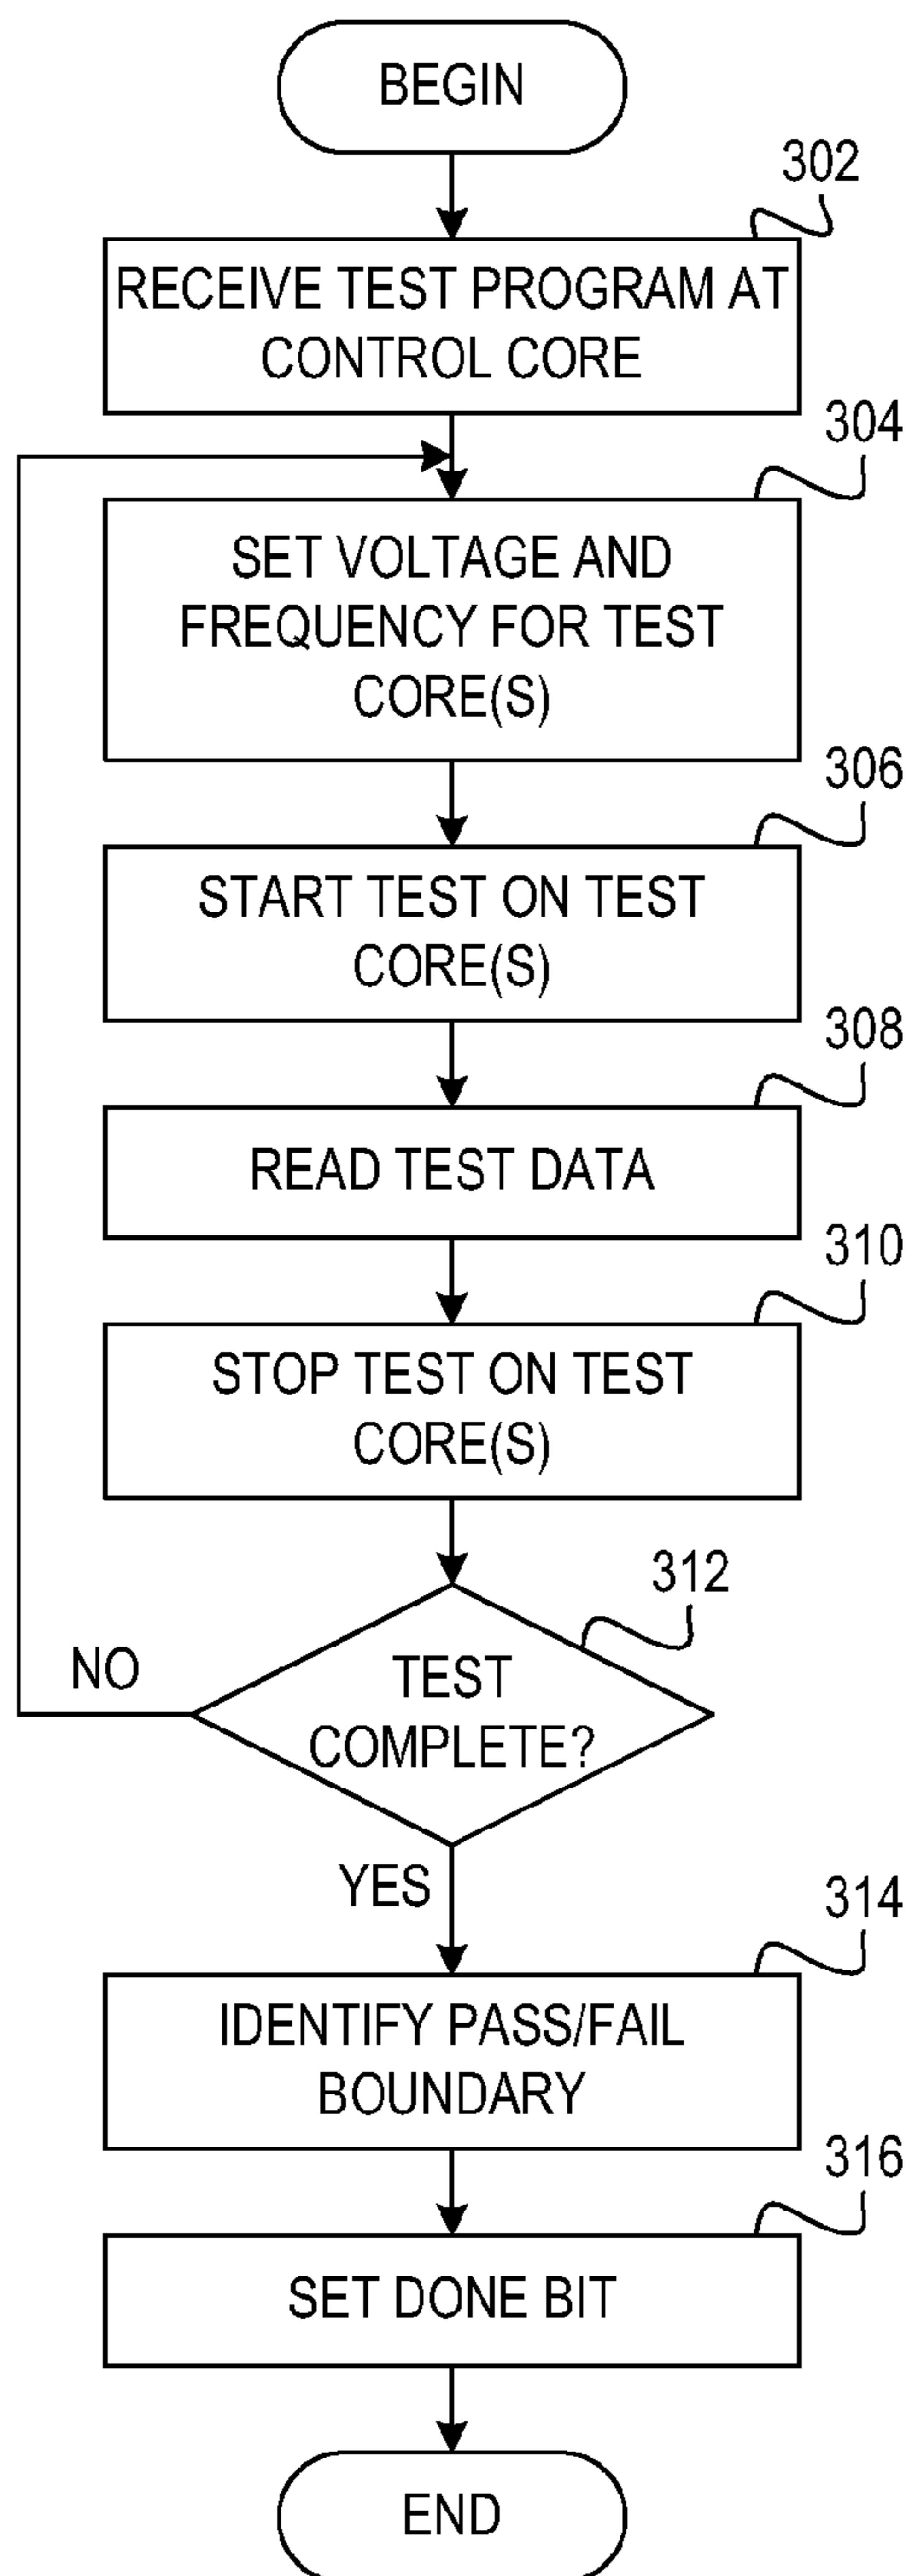 BEGIN
302
RECEIVE TEST PROGRAM AT
CONTROL CORE
304
SET VOLTAGE AND
FREQUENCY FOR TEST
CORE(S)
306
START TEST ON TEST
CORE(S)
308
READ TEST DATA
310
STOP TEST ON TEST
CORE(S)
312
NO
TEST
COMPLETE?
YES
314
IDENTIFY PASS/FAIL
BOUNDARY
316
SET DONE BIT
END